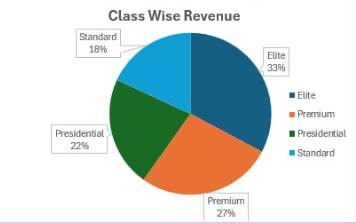 Class Wise Revenue
Standard
18%
Elite
33%
Presidential
22%
Premium
27%
Elite
Premium
Presidential
Standard